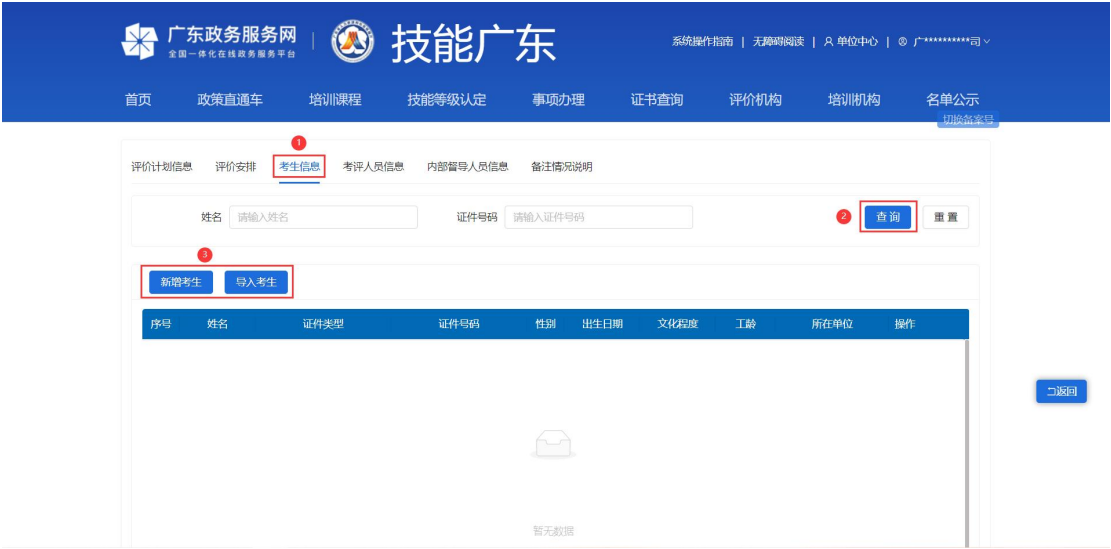 广东政务服务网
全国一体化在线政务服务平台
技能广东
系统操作指南 | 无障碍阅读 | 单位中心 | 广**********司
首页 政策直通车 培训课程 技能等级认定 事项办理 证书查询 评价机构 培训机构 名单公示
切换备案号
1
评价计划信息 评价安排 考生信息 考评人员信息 内部督导人员信息 备注情况说明
姓名 请输入姓名 证件号码 请输入证件号码 2 查询 重置
3
新增考生 导入考生
序号 姓名 证件类型 证件号码 性别 出生日期 文化程度 工龄 所在单位 操作
返回
暂无数据